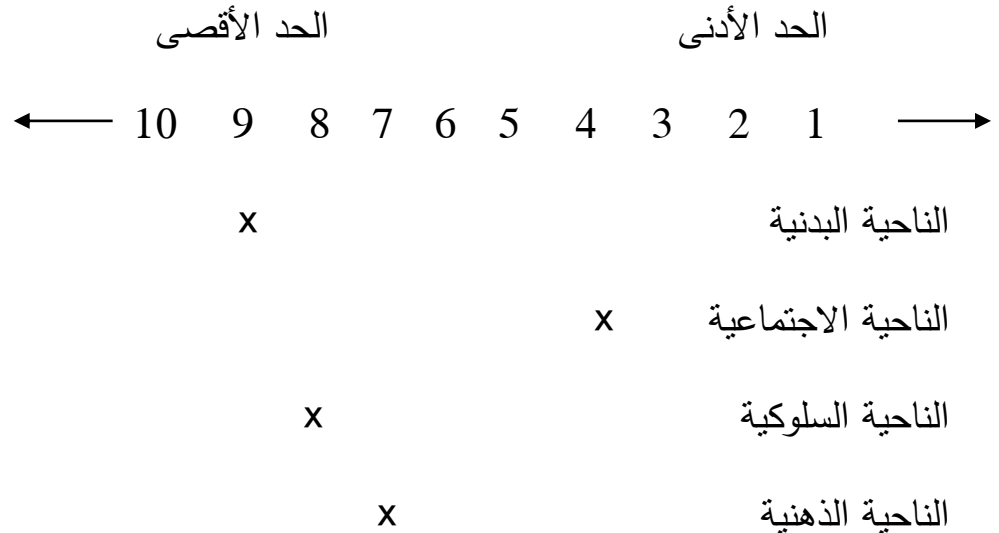 الحد الأدنى الحد الأقصى
1 2 3 4 5 6 7 8 9 10
الناحية البدنية x
الناحية الاجتماعية x
الناحية السلوكية x
الناحية الذهنية x